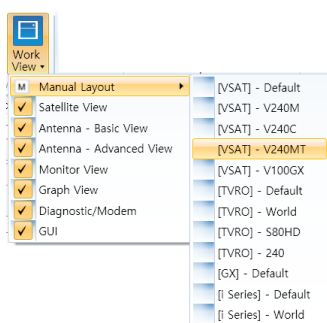 Work
View
M Manual Layout
Satellite View
Antenna - Basic View
Antenna - Advanced View
Monitor View
Graph View
Diagnostic/Modem
GUI
[VSAT] - Default
[VSAT] - V240M
[VSAT] - V240C
[VSAT] - V240MT
[VSAT] - V100GX
[TVRO] - Default
[TVRO] - World
[TVRO] - S80HD
[TVRO] - 240
[GX] - Default
[i Series] - Default
[i Series] - World